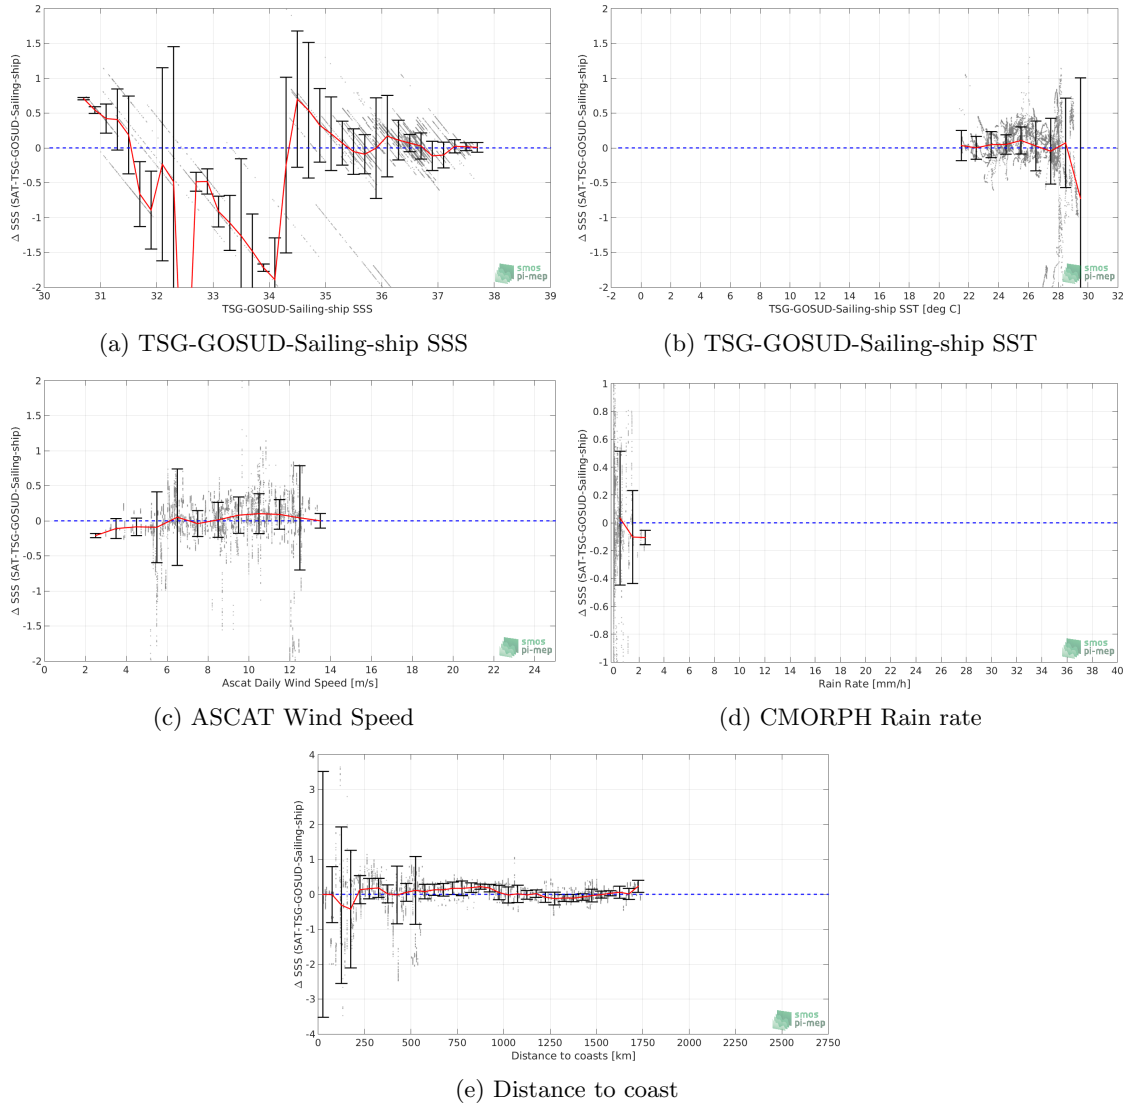 Δ SSS (SAT-TSG-GOSUD-Sailing-ship)
2
1.5
1
0.5
0
-0.5
-1
-1.5
-2
30 31 32 33 34 35 36 37 38 39
TSG-GOSUD-Sailing-ship SSS
smos
pi-mep
(a) TSG-GOSUD-Sailing-ship SSS
Δ SSS (SAT-TSG-GOSUD-Sailing-ship)
2
1.5
1
0.5
0
-0.5
-1
-1.5
-2
-2 0 2 4 6 8 10 12 14 16 18 20 22 24 26 28 30 32
TSG-GOSUD-Sailing-ship SST [deg C]
smos
pi-mep
(b) TSG-GOSUD-Sailing-ship SST
Δ SSS (SAT-TSG-GOSUD-Sailing-ship)
2
1.5
1
0.5
0
-0.5
-1
-1.5
-2
0 2 4 6 8 10 12 14 16 18 20 22 24
Ascat Daily Wind Speed [m/s]
smos
pi-mep
(c) ASCAT Wind Speed
Δ SSS (SAT-TSG-GOSUD-Sailing-ship)
1
0.8
0.6
0.4
0.2
0
-0.2
-0.4
-0.6
-0.8
-1
0 2 4 6 8 10 12 14 16 18 20 22 24 26 28 30 32 34 36 38 40
Rain Rate [mm/h]
smos
pi-mep
(d) CMORPH Rain rate
Δ SSS (SAT-TSG-GOSUD-Sailing-ship)
4
3
2
1
0
-1
-2
-3
-4
0 250 500 750 1000 1250 1500 1750 2000 2250 2500 2750
Distance to coasts [km]
smos
pi-mep
(e) Distance to coast